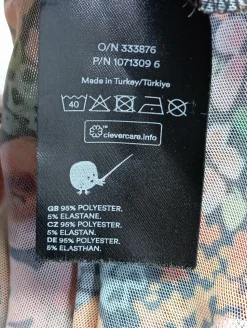 O/N 333876
P/N 1071309 6
Made in Turkey/Türkiye
40
clevercare.info
GB 95% POLYESTER.
5% ELASTANE.
CZ 95% POLYESTER.
5% ELASTAN.
DE 95% POLYESTER.
5% ELASTHAN.